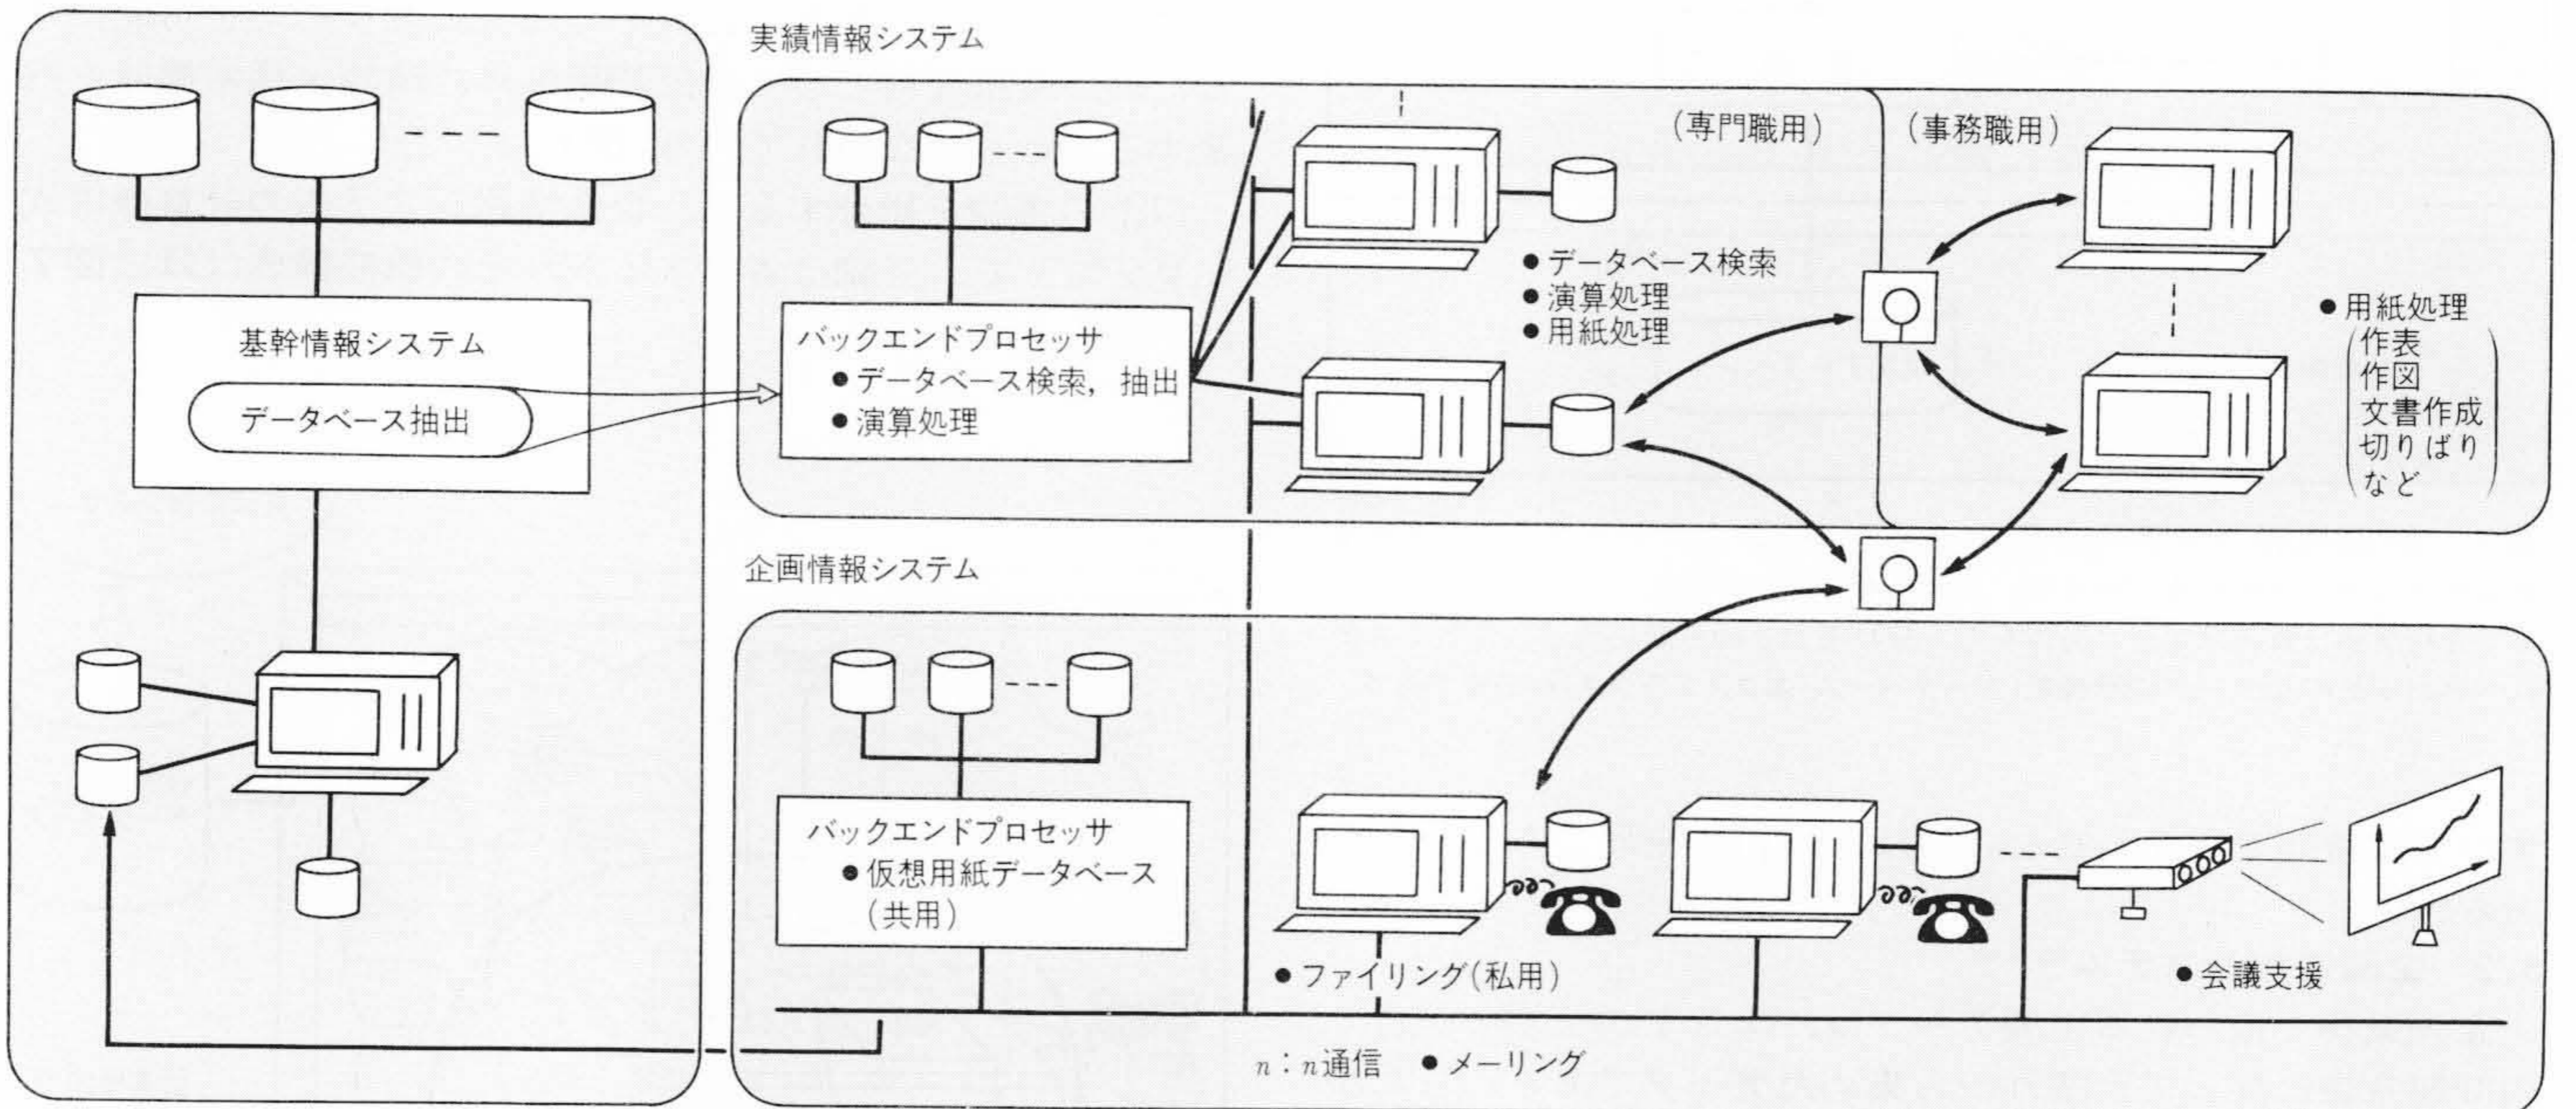 基幹情報システム
データベース抽出
実績情報システム
バックエンドプロセッサ
●データベース検索,抽出
●演算処理
(専門職用)
●データベース検索
●演算処理
●用紙処理
(事務職用)
●用紙処理
(作表
作図
文書作成
切りばり
など)
企画情報システム
バックエンドプロセッサ
●仮想用紙データベース
(共用)
●ファイリング(私用)
●会議支援
n:n通信 ●メーリング